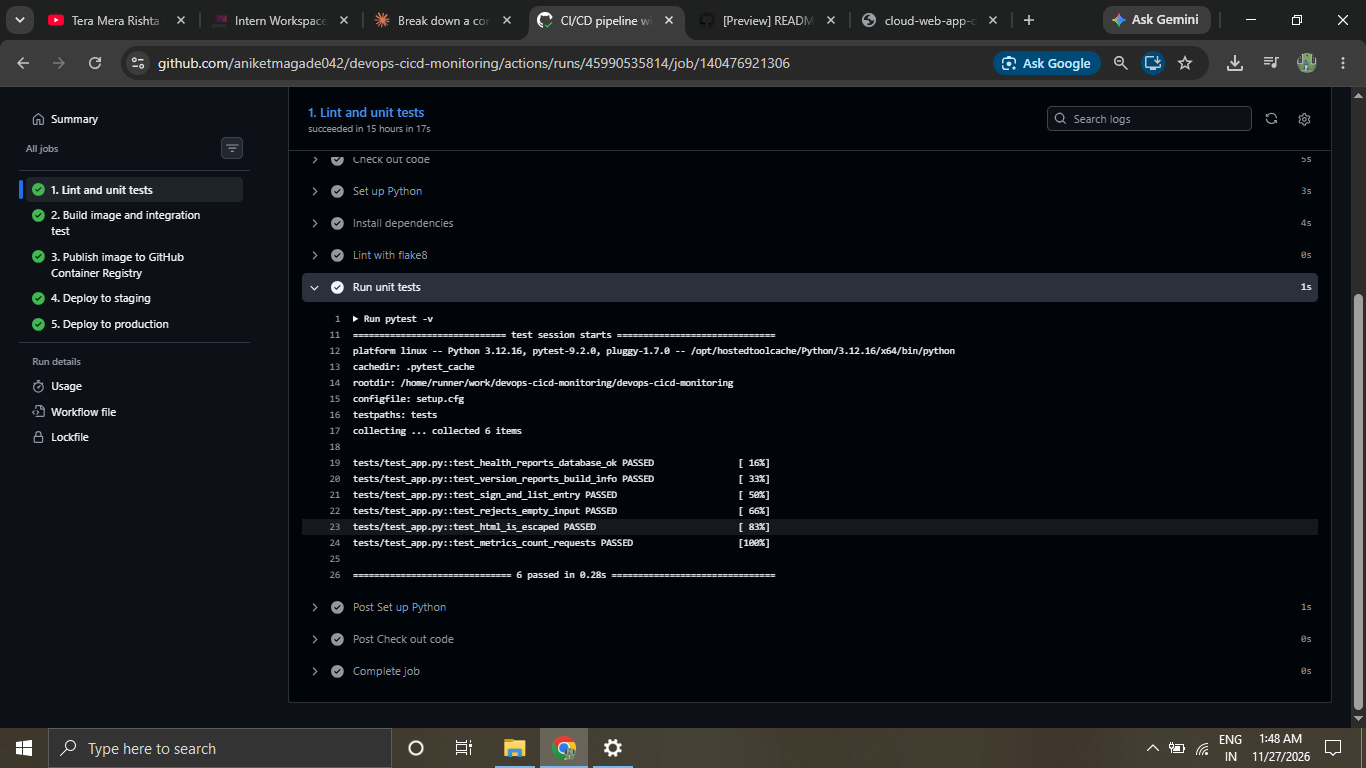 Tera Mera Rishta
Intern Workspace
Break down a cor
CI/CD pipeline wi
[Preview] READM
cloud-web-app-d
Ask Gemini
github.com/aniketmagade042/devops-cicd-monitoring/actions/runs/45990535814/job/140476921306
Ask Google
Summary
All jobs
1. Lint and unit tests
2. Build image and integration
test
3. Publish image to GitHub
Container Registry
4. Deploy to staging
5. Deploy to production
Run details
Usage
Workflow file
Lockfile
1. Lint and unit tests
succeeded in 15 hours in 17s
Search logs
Check out code 5s
Set up Python 3s
Install dependencies 4s
Lint with flake8 0s
Run unit tests 1s
1 ▶ Run pytest -v
11 ============================= test session starts ==============================
12 platform linux -- Python 3.12.16, pytest-9.2.0, pluggy-1.7.0 -- /opt/hostedtoolcache/Python/3.12.16/x64/bin/python
13 cachedir: .pytest_cache
14 rootdir: /home/runner/work/devops-cicd-monitoring/devops-cicd-monitoring
15 configfile: setup.cfg
16 testpaths: tests
17 collecting ... collected 6 items
18
19 tests/test_app.py::test_health_reports_database_ok PASSED [ 16%]
20 tests/test_app.py::test_version_reports_build_info PASSED [ 33%]
21 tests/test_app.py::test_sign_and_list_entry PASSED [ 50%]
22 tests/test_app.py::test_rejects_empty_input PASSED [ 66%]
23 tests/test_app.py::test_html_is_escaped PASSED [ 83%]
24 tests/test_app.py::test_metrics_count_requests PASSED [100%]
25
26 ============================== 6 passed in 0.28s ===============================
Post Set up Python 1s
Post Check out code 0s
Complete job 0s
Type here to search
ENG
IN
1:48 AM
11/27/2026